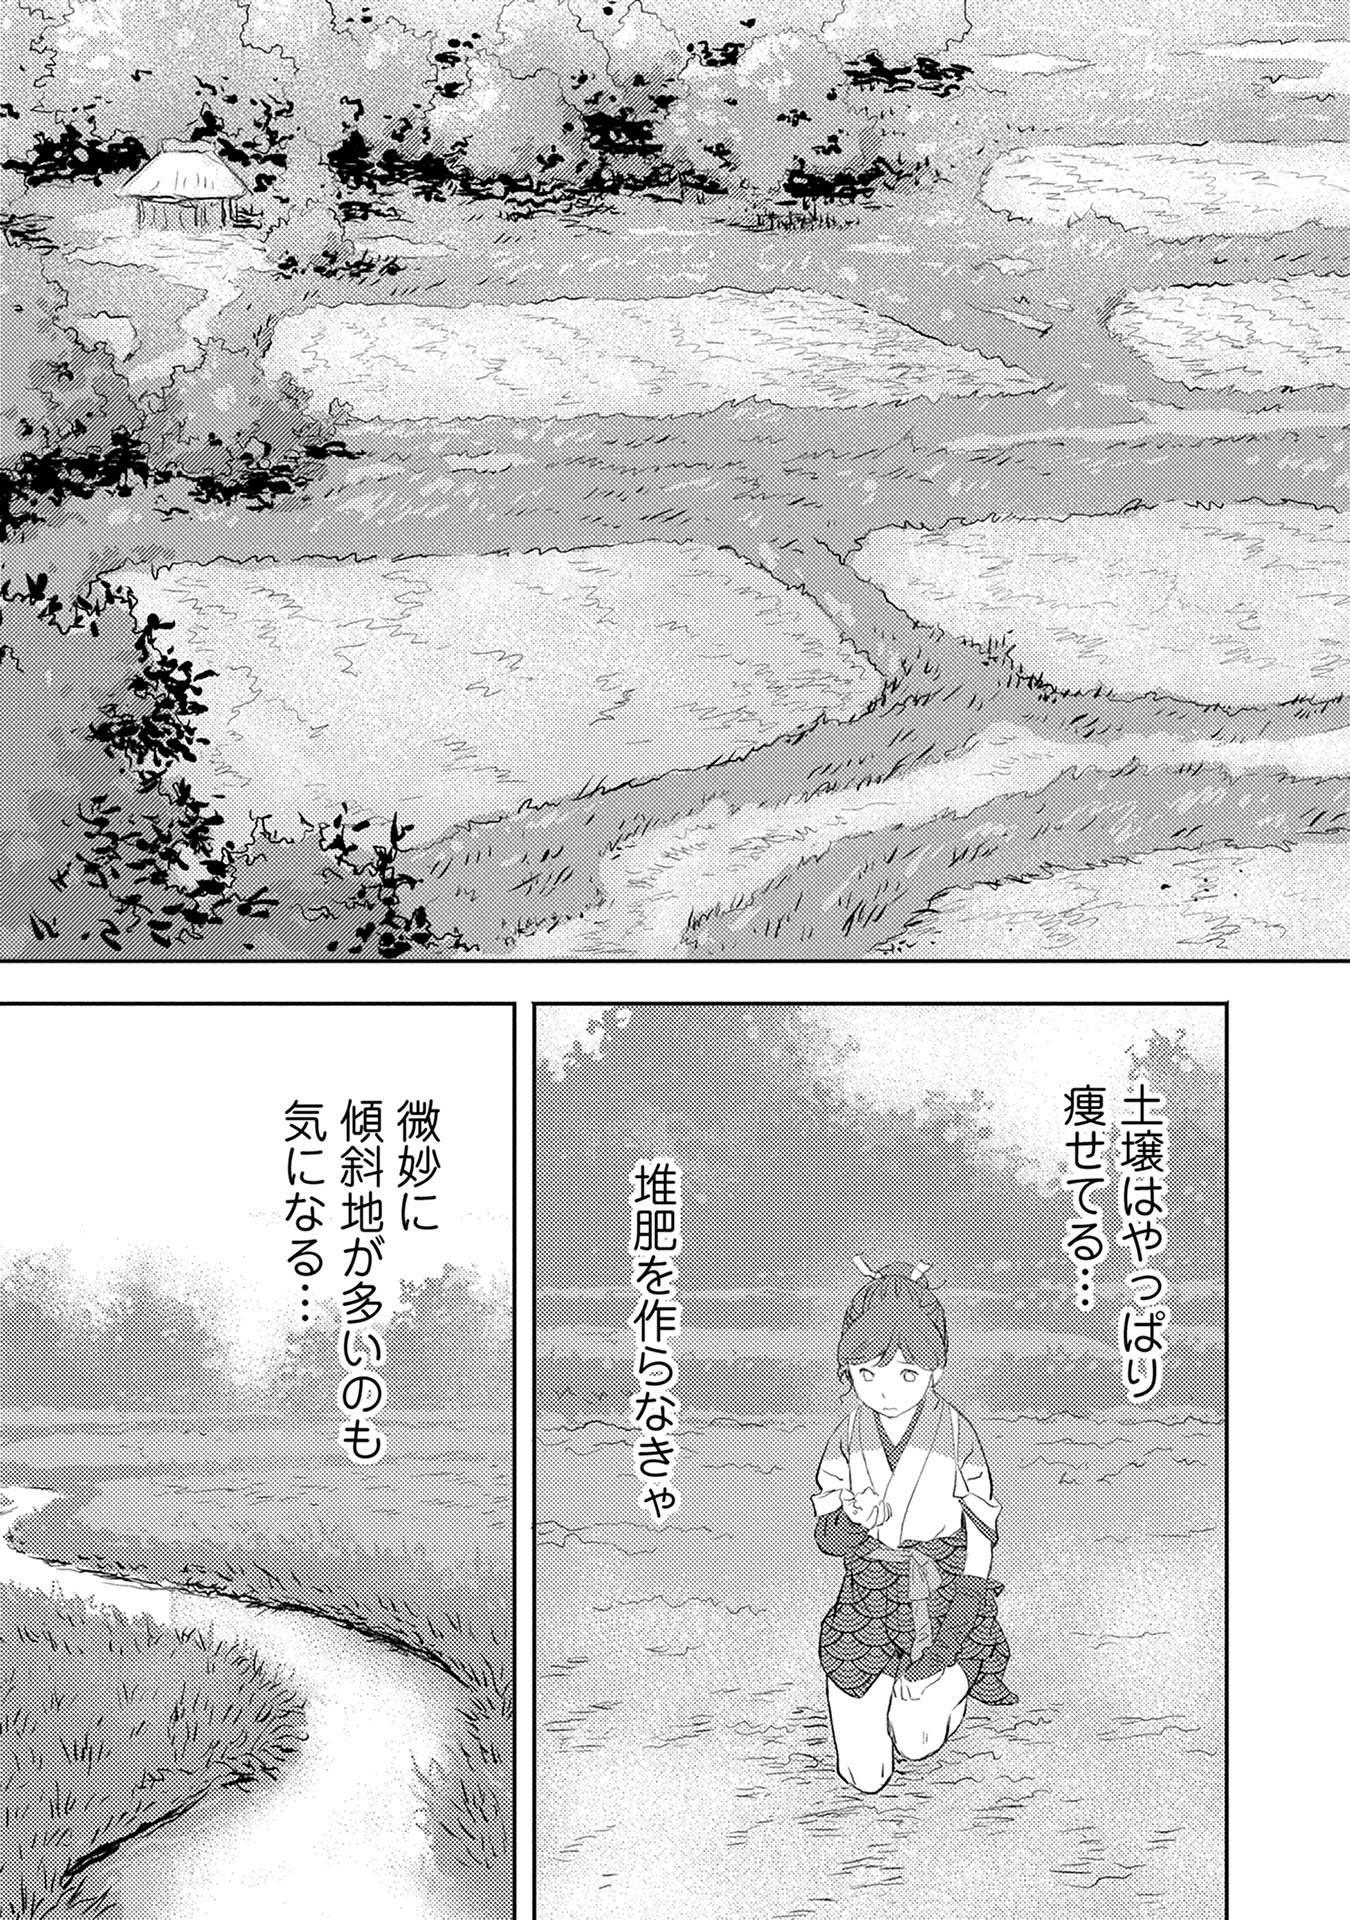 土壌はやっぱり
痩せてる…
堆肥を作らなきゃ
微妙に
傾斜地が多いのも
気になる…